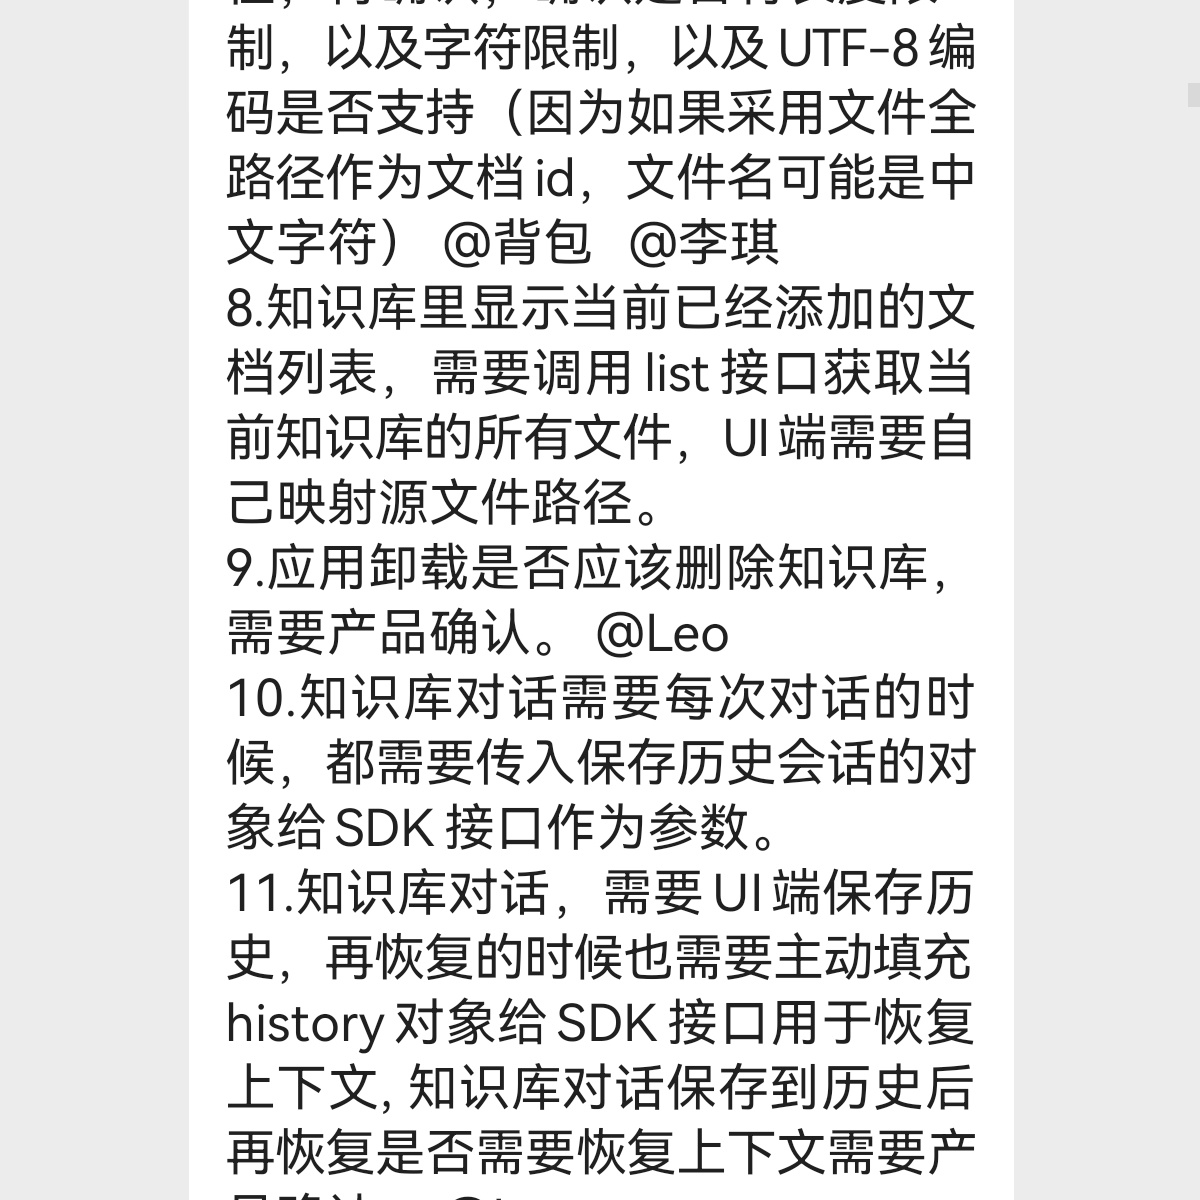 制，以及字符限制，以及 UTF-8 编
码是否支持（因为如果采用文件全
路径作为文档 id，文件名可能是中
文字符） @背包 @李琪
8.知识库里显示当前已经添加的文
档列表，需要调用 list 接口获取当
前知识库的所有文件，UI 端需要自
己映射源文件路径。
9.应用卸载是否应该删除知识库，
需要产品确认。 @Leo
10.知识库对话需要每次对话的时
候，都需要传入保存历史会话的对
象给 SDK 接口作为参数。
11.知识库对话，需要 UI 端保存历
史，再恢复的时候也需要主动填充
history 对象给 SDK 接口用于恢复
上下文, 知识库对话保存到历史后
再恢复是否需要恢复上下文需要产